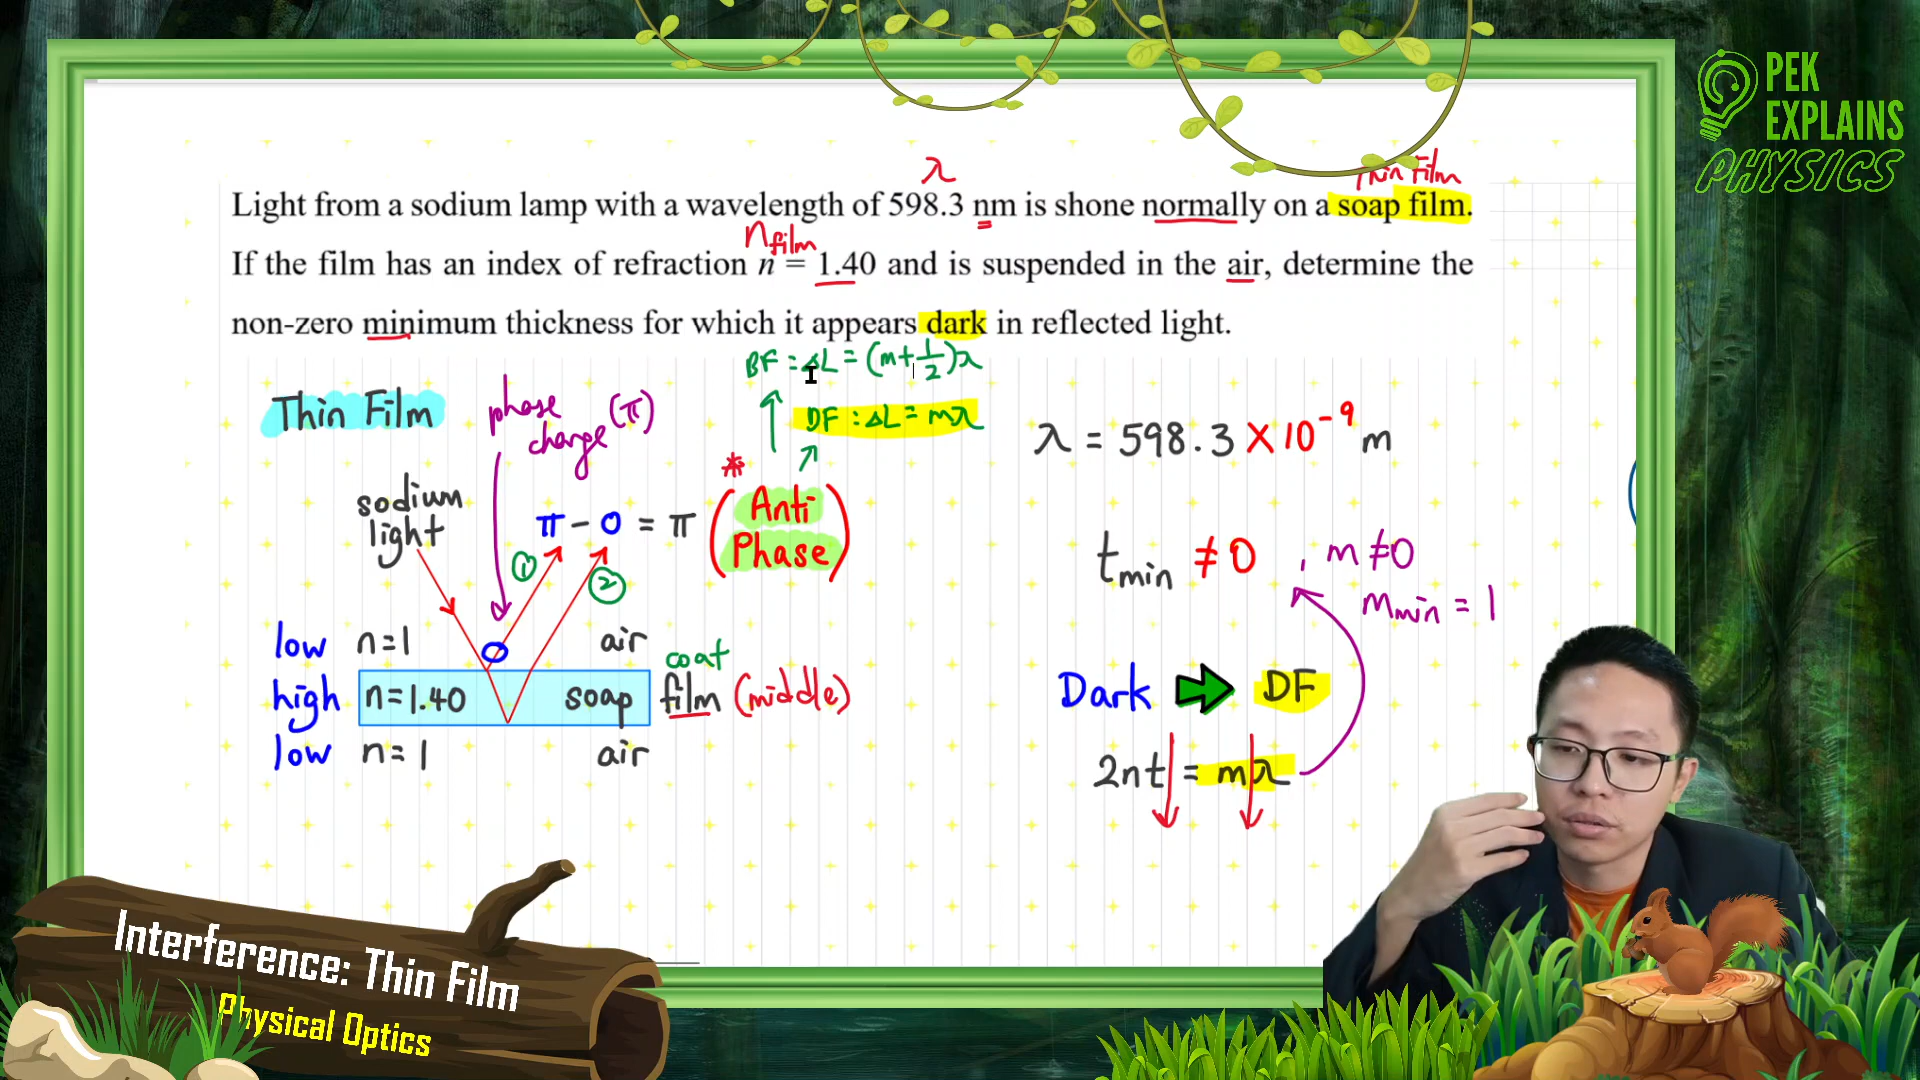 PEK
EXPLAINS
PHYSICS
λ
Thin Film
Light from a sodium lamp with a wavelength of 598.3 nm is shone normally on a soap film.
n film
If the film has an index of refraction n = 1.40 and is suspended in the air, determine the
non-zero minimum thickness for which it appears dark in reflected light.
BF : ΔL = (m + 1/2)λ
DF : ΔL = mλ
Thin Film
phase
change (π)
λ = 598.3 × 10⁻⁹ m
sodium
light
π - 0 = π (Anti
Phase)
*
① ②
t min ≠ 0 , m ≠ 0
m min = 1
low n=1 air
coat
high n=1.40 soap film (middle)
low n=1 air
Dark ➡ DF
2nt = mλ
Interference: Thin Film
Physical Optics